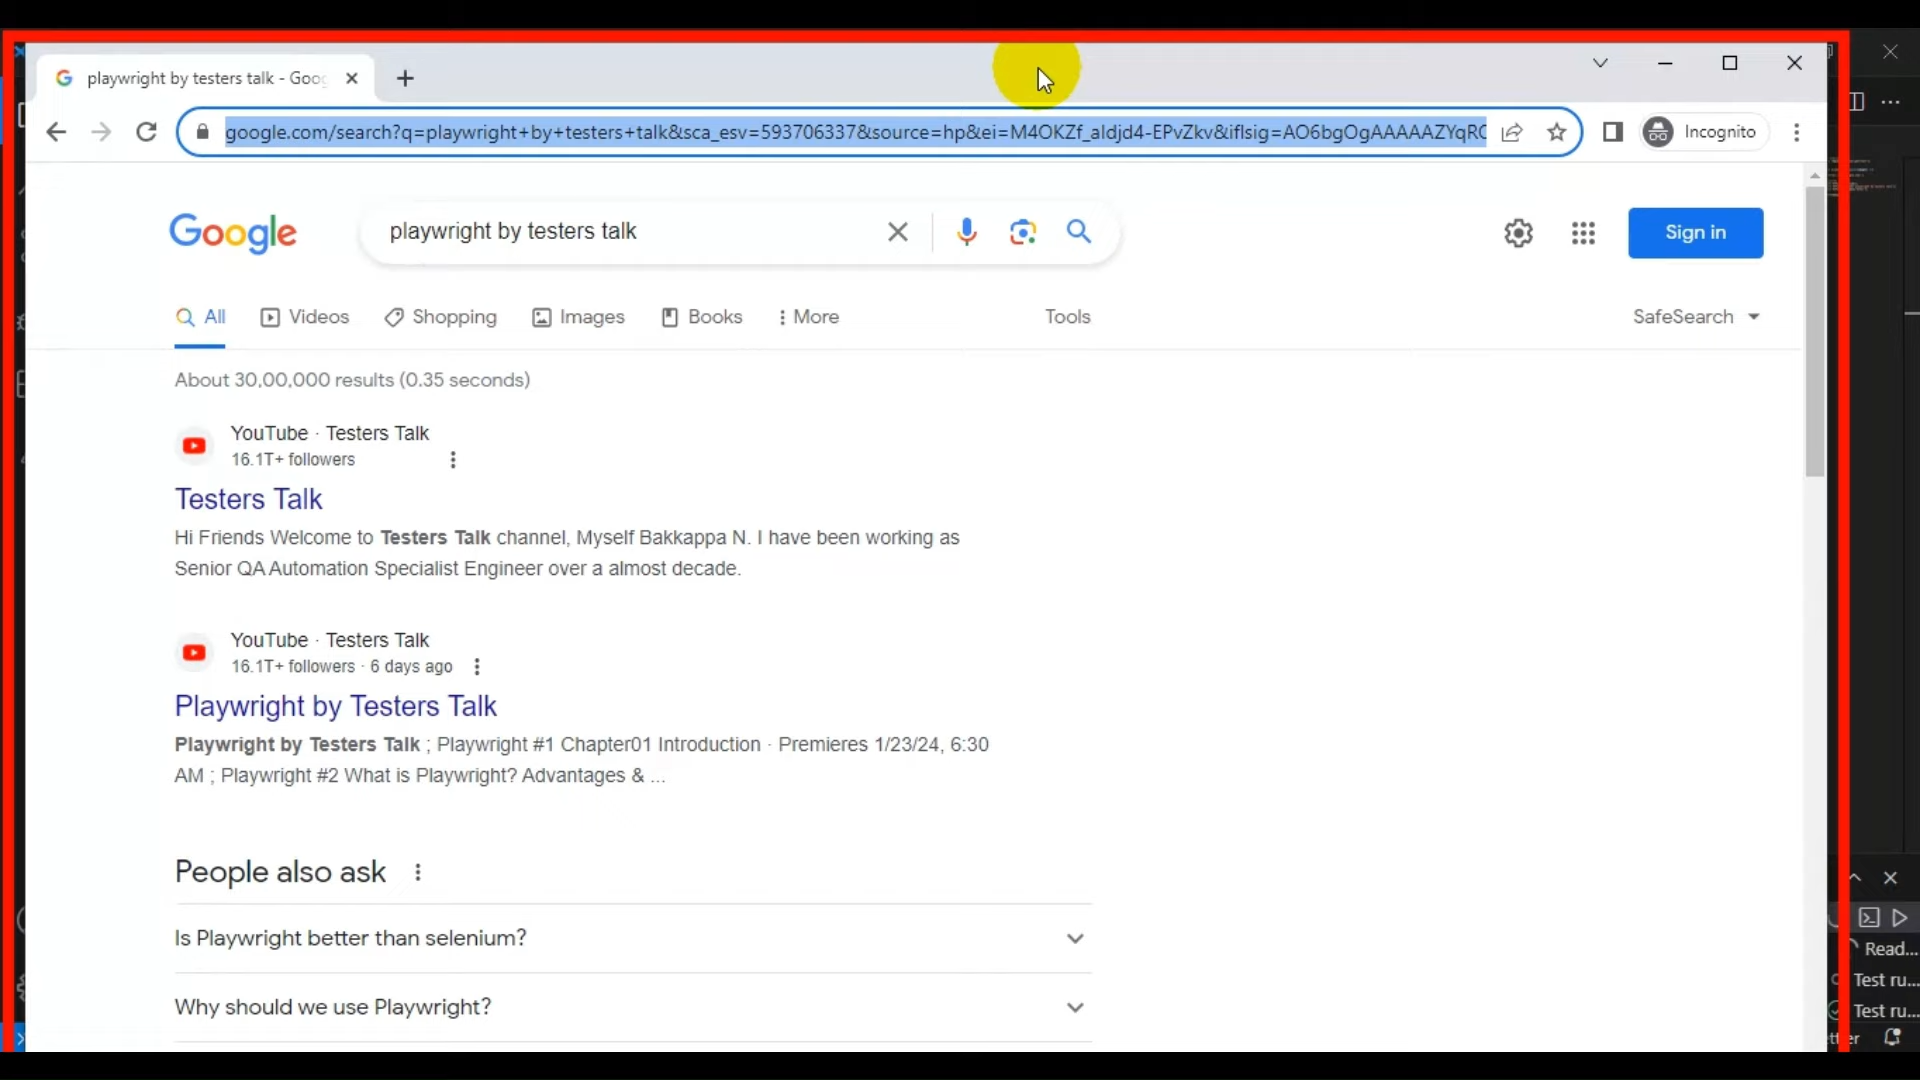 playwright by testers talk - Goog
google.com/search?q=playwright+by+testers+talk&sca_esv=593706337&source=hp&ei=M4OKZf_aIdjd4-EPvZkv&iflsig=AO6bgOgAAAAAZYqRC
Incognito
Google
playwright by testers talk
Sign in
All
Videos
Shopping
Images
Books
More
Tools
SafeSearch
About 30,00,000 results (0.35 seconds)
YouTube · Testers Talk
16.1T+ followers
Testers Talk
Hi Friends Welcome to Testers Talk channel, Myself Bakkappa N. I have been working as
Senior QA Automation Specialist Engineer over a almost decade.
YouTube · Testers Talk
16.1T+ followers · 6 days ago
Playwright by Testers Talk
Playwright by Testers Talk ; Playwright #1 Chapter01 Introduction · Premieres 1/23/24, 6:30
AM ; Playwright #2 What is Playwright? Advantages & ...
People also ask
Is Playwright better than selenium?
Why should we use Playwright?
Read...
Test ru...
Test ru...